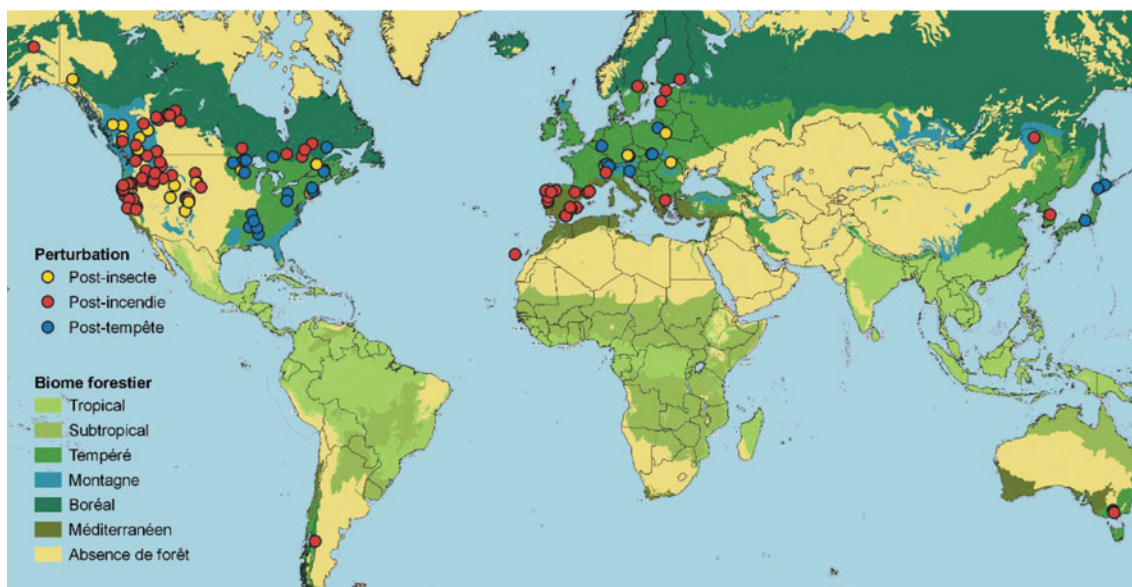 Perturbation
Post-insecte
Post-incendie
Post-tempête
Biome forestier
Tropical
Subtropical
Tempéré
Montagne
Boréal
Méditerranéen
Absence de forêt